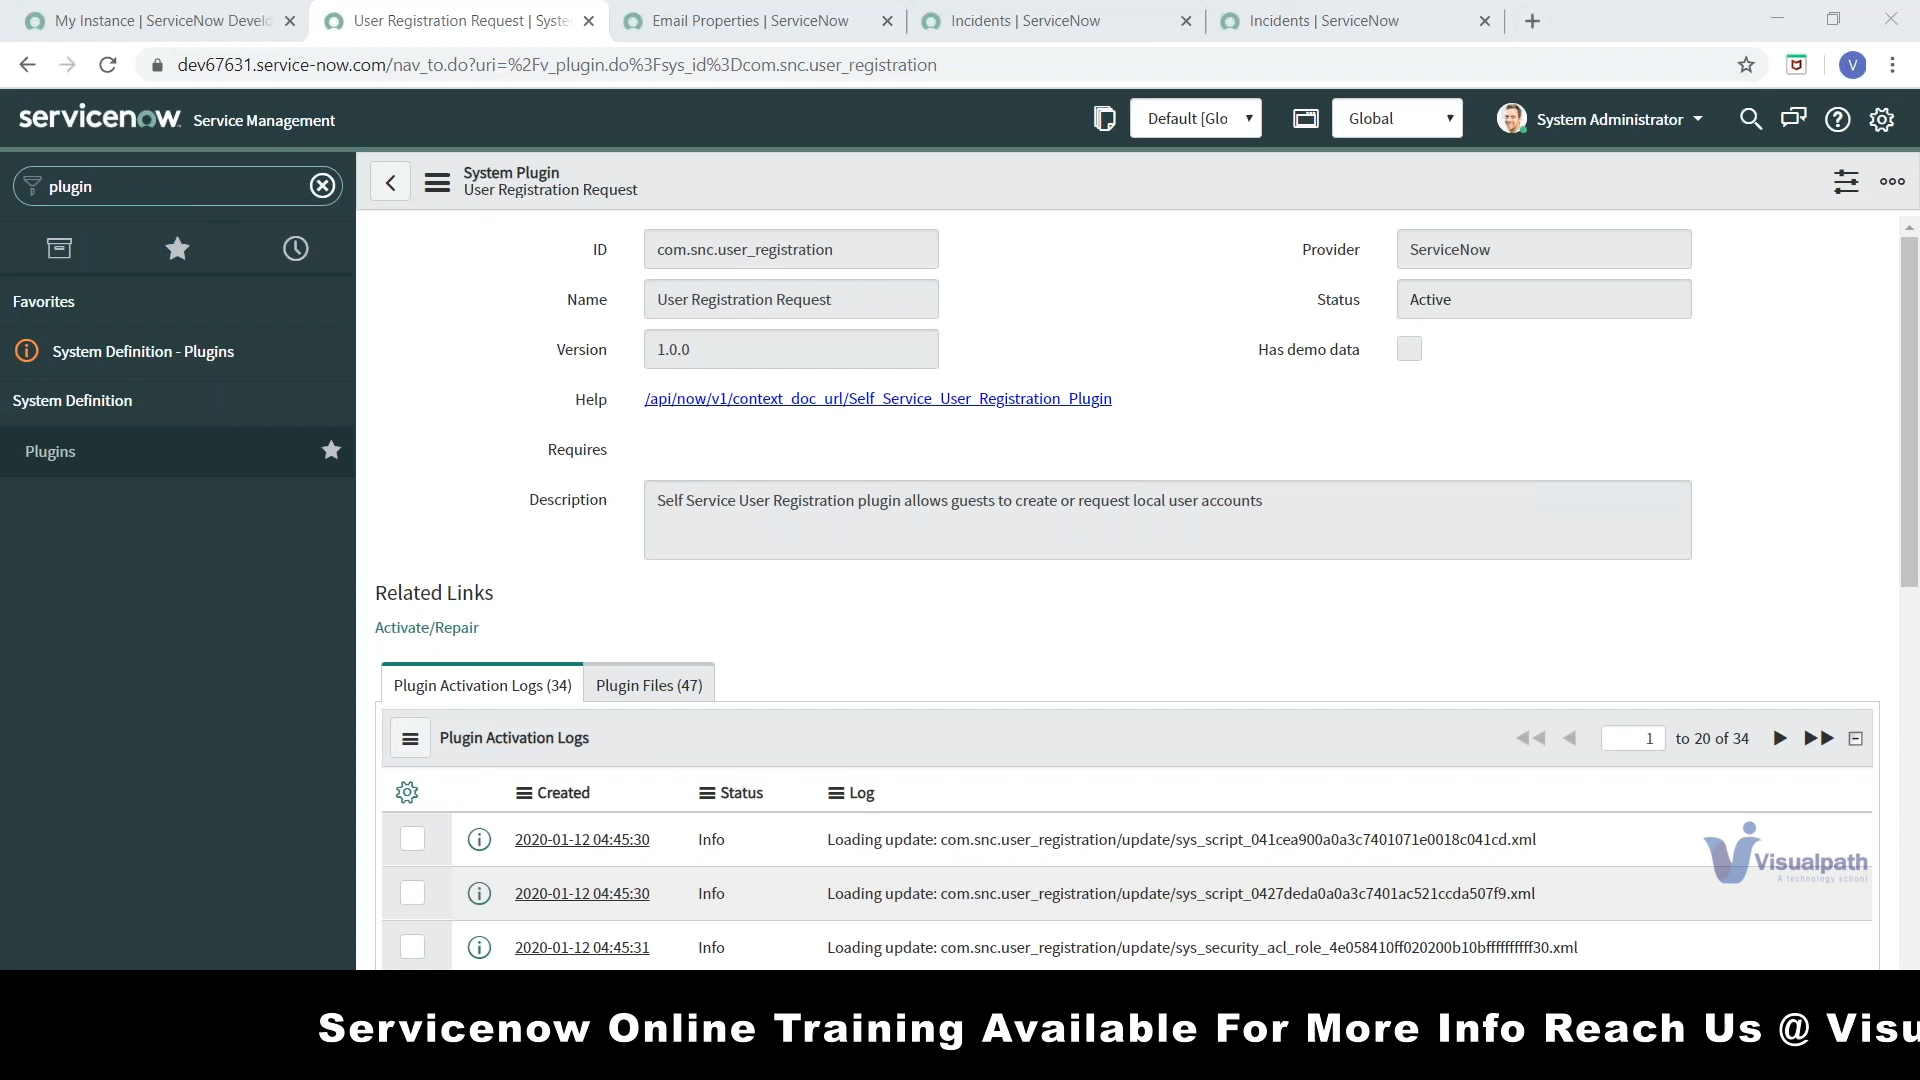 My Instance | ServiceNow Develo
User Registration Request | Syste
Email Properties | ServiceNow
Incidents | ServiceNow
Incidents | ServiceNow
dev67631.service-now.com/nav_to.do?uri=%2Fv_plugin.do%3Fsys_id%3Dcom.snc.user_registration
V
servicenow Service Management
Default [Glo
Global
System Administrator
plugin
System Plugin
User Registration Request
Favorites
System Definition - Plugins
System Definition
Plugins
ID com.snc.user_registration
Provider ServiceNow
Name User Registration Request
Status Active
Version 1.0.0
Has demo data
Help /api/now/v1/context_doc_url/Self_Service_User_Registration_Plugin
Requires
Description Self Service User Registration plugin allows guests to create or request local user accounts
Related Links
Activate/Repair
Plugin Activation Logs (34)
Plugin Files (47)
Plugin Activation Logs
1 to 20 of 34
Created Status Log
2020-01-12 04:45:30 Info Loading update: com.snc.user_registration/update/sys_script_041cea900a0a3c7401071e0018c041cd.xml
2020-01-12 04:45:30 Info Loading update: com.snc.user_registration/update/sys_script_0427deda0a0a3c7401ac521ccda507f9.xml
2020-01-12 04:45:31 Info Loading update: com.snc.user_registration/update/sys_security_acl_role_4e058410ff020200b10bffffffffff30.xml
Visualpath
A technology school
Servicenow Online Training Available For More Info Reach Us @ Visu